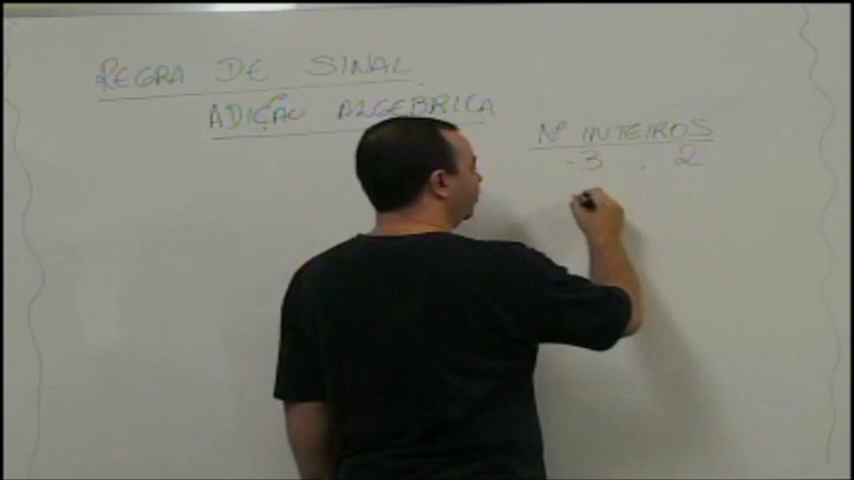 REGRA DE SINAL
ADIÇÃO ALGEBRICA
Nº INTEIROS
-3 . 2